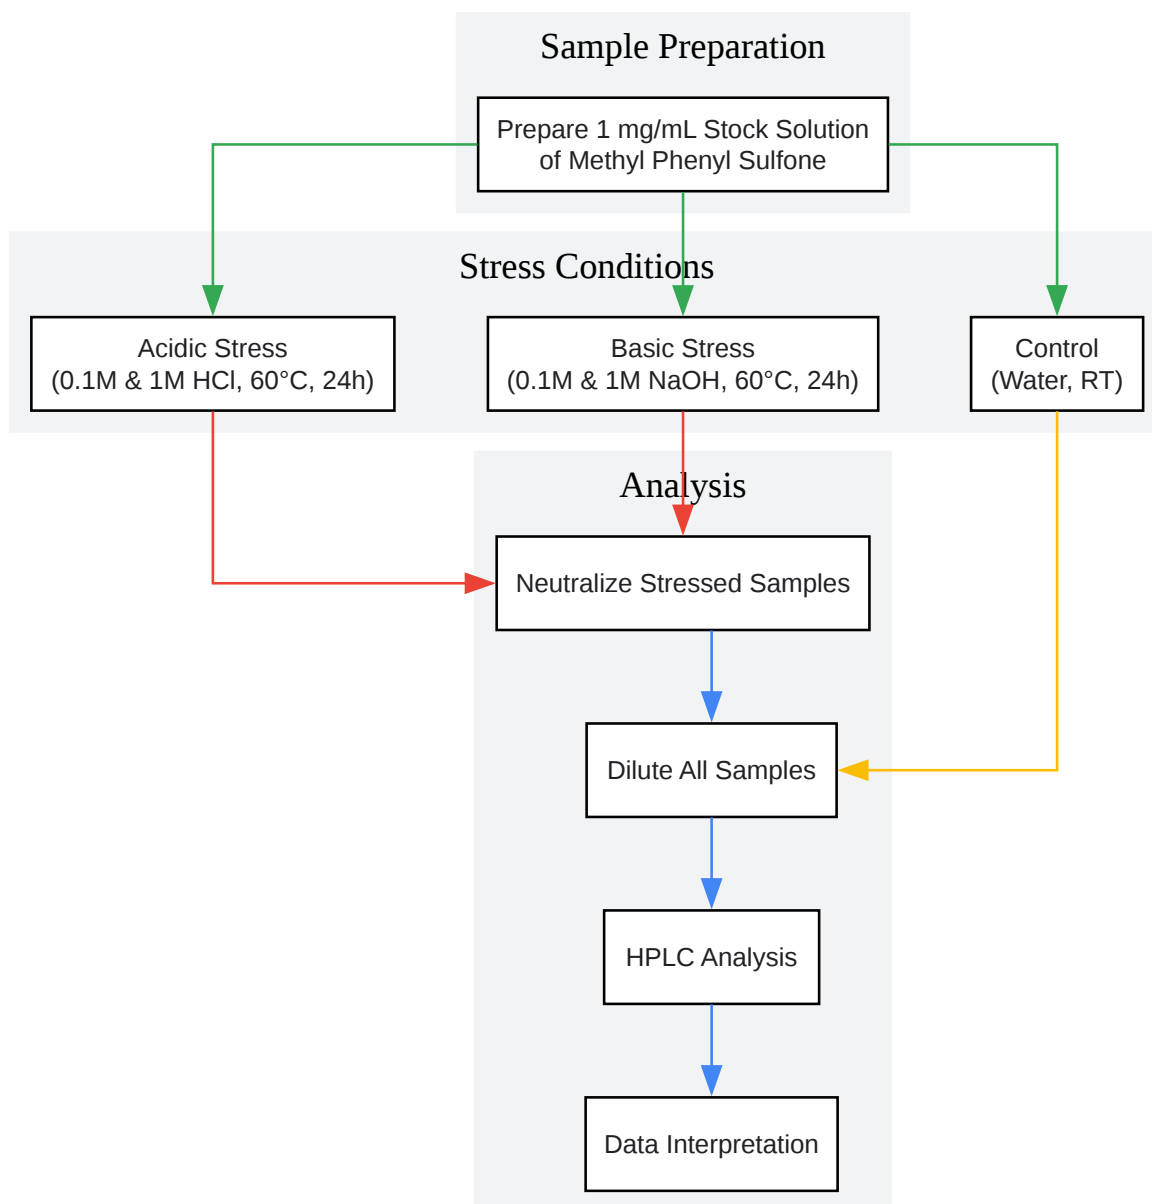 Sample Preparation
Prepare 1 mg/mL Stock Solution
of Methyl Phenyl Sulfone
Stress Conditions
Acidic Stress
(0.1M & 1M HCl, 60°C, 24h)
Basic Stress
(0.1M & 1M NaOH, 60°C, 24h)
Control
(Water, RT)
Analysis
Neutralize Stressed Samples
Dilute All Samples
HPLC Analysis
Data Interpretation